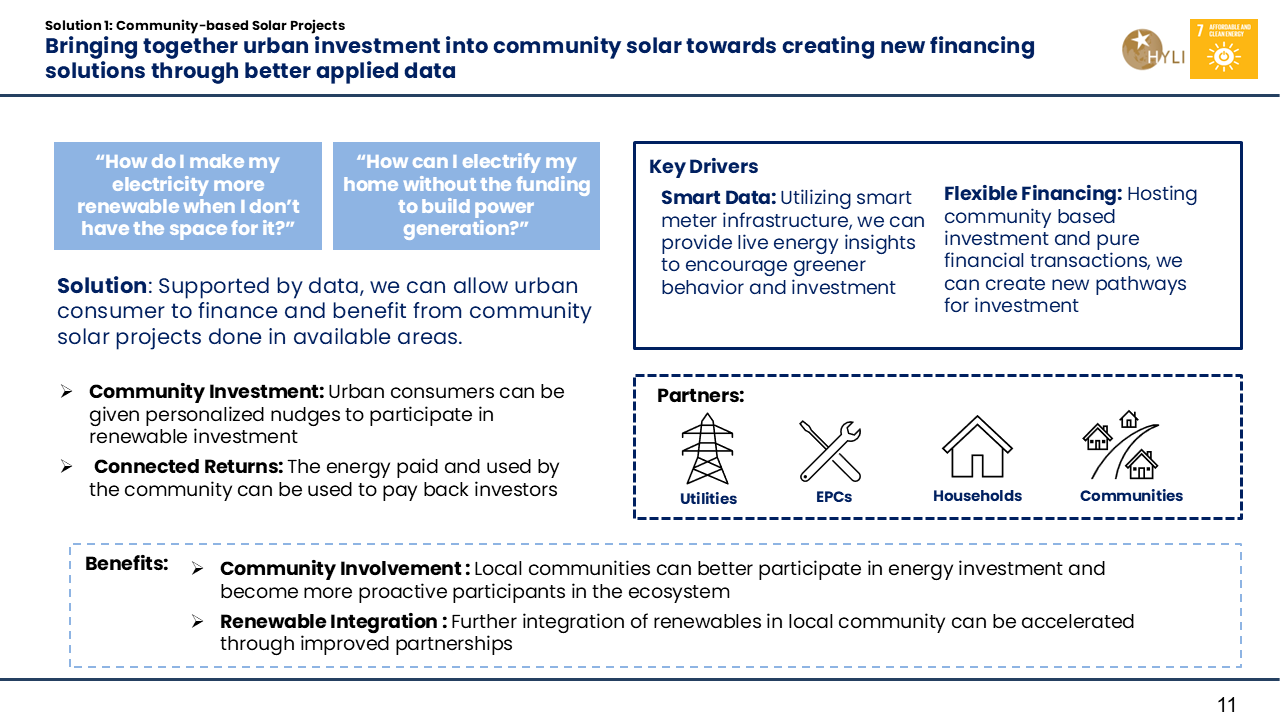 Solution 1: Community-based Solar Projects
Bringing together urban investment into community solar towards creating new financing
solutions through better applied data
HYLI
7 AFFORDABLE AND
CLEAN ENERGY
“How do I make my
electricity more
renewable when I don’t
have the space for it?”
“How can I electrify my
home without the funding
to build power
generation?”
Solution: Supported by data, we can allow urban
consumer to finance and benefit from community
solar projects done in available areas.
➢ Community Investment: Urban consumers can be
given personalized nudges to participate in
renewable investment
➢ Connected Returns: The energy paid and used by
the community can be used to pay back investors
Key Drivers
Smart Data: Utilizing smart
meter infrastructure, we can
provide live energy insights
to encourage greener
behavior and investment
Flexible Financing: Hosting
community based
investment and pure
financial transactions, we
can create new pathways
for investment
Partners:
Utilities
EPCs
Households
Communities
Benefits:
➢ Community Involvement : Local communities can better participate in energy investment and
become more proactive participants in the ecosystem
➢ Renewable Integration : Further integration of renewables in local community can be accelerated
through improved partnerships
11